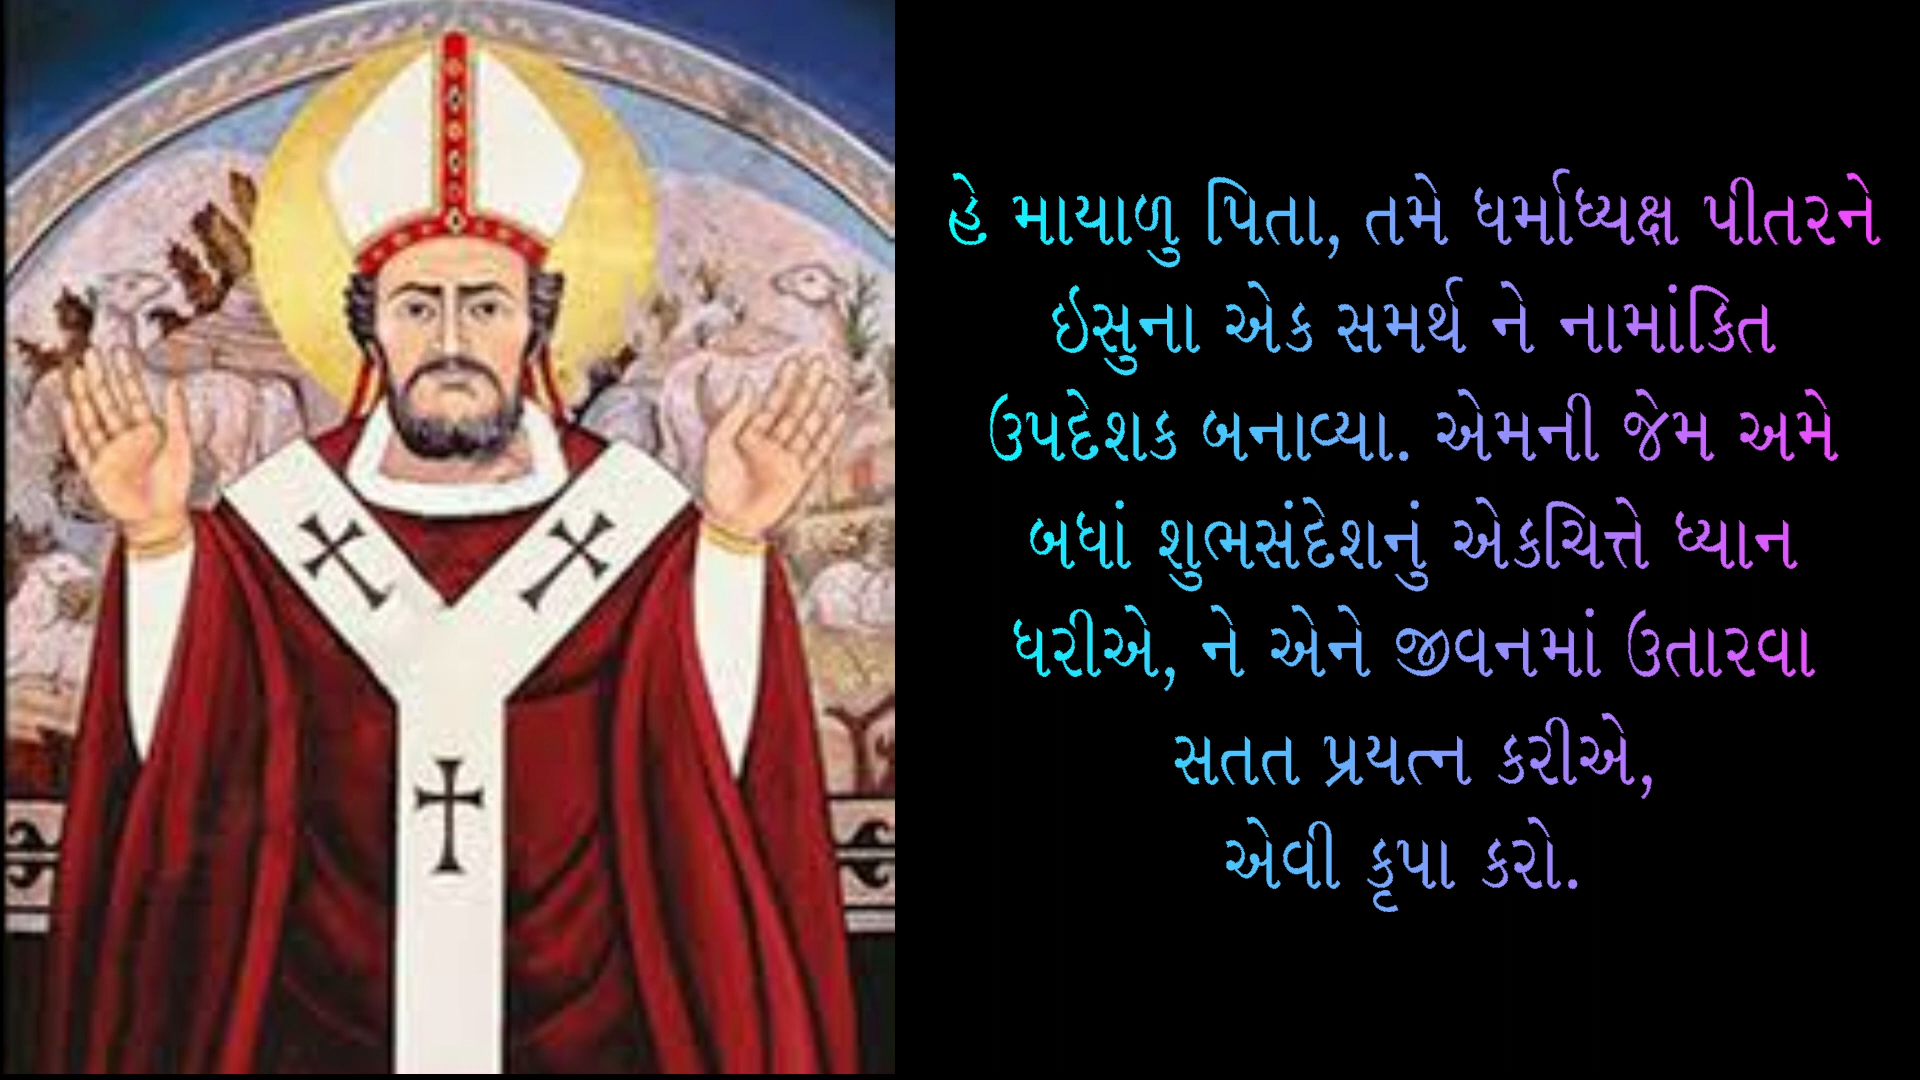 હે માયાળુ પિતા, તમે ધર્માધ્યક્ષ પીતરને
ઇસુના એક સમર્થ ને નામાંકિત
ઉપદેશક બનાવ્યા. એમની જેમ અમે
બધાં શુભસંદેશનું એકચિત્તે ધ્યાન
ધરીએ, ને એને જીવનમાં ઉતારવા
સતત પ્રયત્ન કરીએ,
એવી કૃપા કરો.